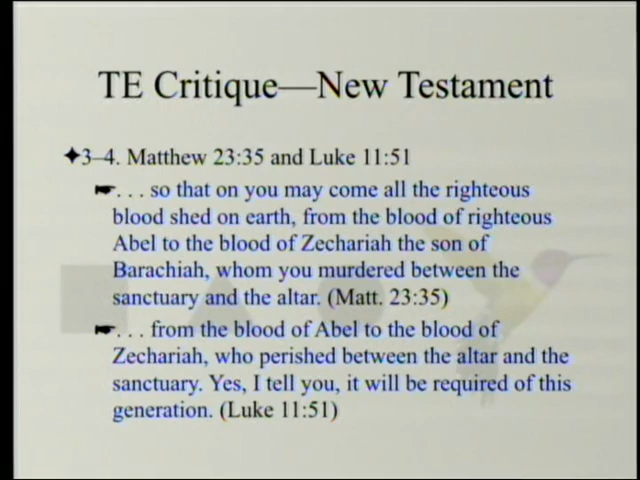 TE Critique—New Testament
✦3–4. Matthew 23:35 and Luke 11:51
☛. . . so that on you may come all the righteous
blood shed on earth, from the blood of righteous
Abel to the blood of Zechariah the son of
Barachiah, whom you murdered between the
sanctuary and the altar. (Matt. 23:35)
☛. . . from the blood of Abel to the blood of
Zechariah, who perished between the altar and the
sanctuary. Yes, I tell you, it will be required of this
generation. (Luke 11:51)